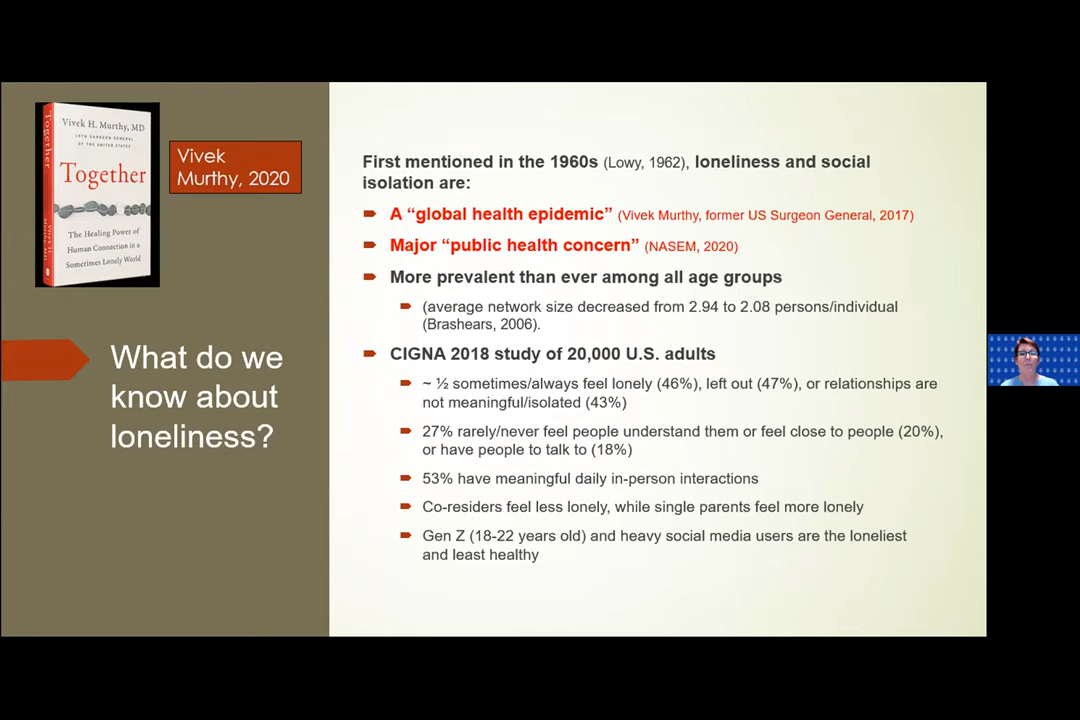 Vivek H. Murthy, MD
19TH SURGEON GENERAL
OF THE UNITED STATES
Together
The Healing Power of
Human Connection in a
Sometimes Lonely World
Together
Vivek
Murthy, 2020
What do we
know about
loneliness?
First mentioned in the 1960s (Lowy, 1962), loneliness and social
isolation are:
A “global health epidemic” (Vivek Murthy, former US Surgeon General, 2017)
Major “public health concern” (NASEM, 2020)
More prevalent than ever among all age groups
(average network size decreased from 2.94 to 2.08 persons/individual
(Brashears, 2006).
CIGNA 2018 study of 20,000 U.S. adults
~ ½ sometimes/always feel lonely (46%), left out (47%), or relationships are
not meaningful/isolated (43%)
27% rarely/never feel people understand them or feel close to people (20%),
or have people to talk to (18%)
53% have meaningful daily in-person interactions
Co-residers feel less lonely, while single parents feel more lonely
Gen Z (18-22 years old) and heavy social media users are the loneliest
and least healthy